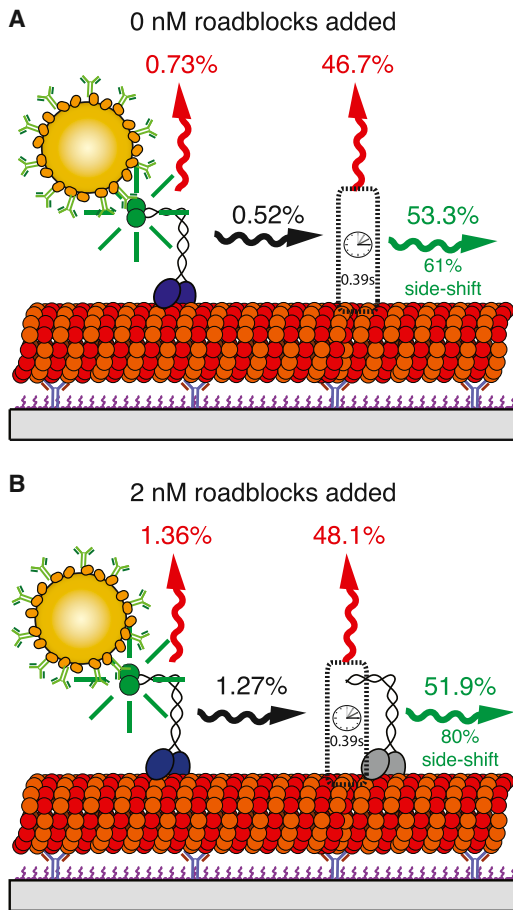 A
0 nM roadblocks added
0.73%
46.7%
0.52%
53.3%
61%
side-shift
0.39s
B
2 nM roadblocks added
1.36%
48.1%
1.27%
51.9%
80%
side-shift
0.39s